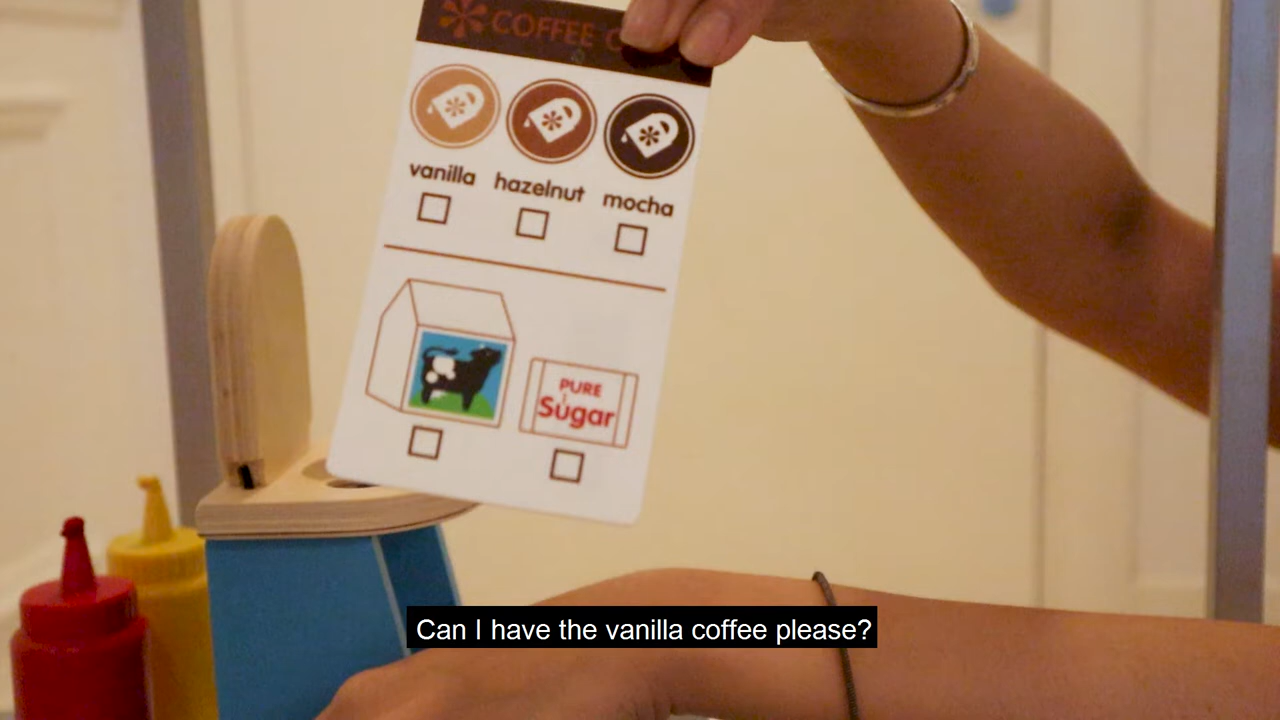 COFFEE
vanilla hazelnut mocha
PURE
Sugar
Can I have the vanilla coffee please?